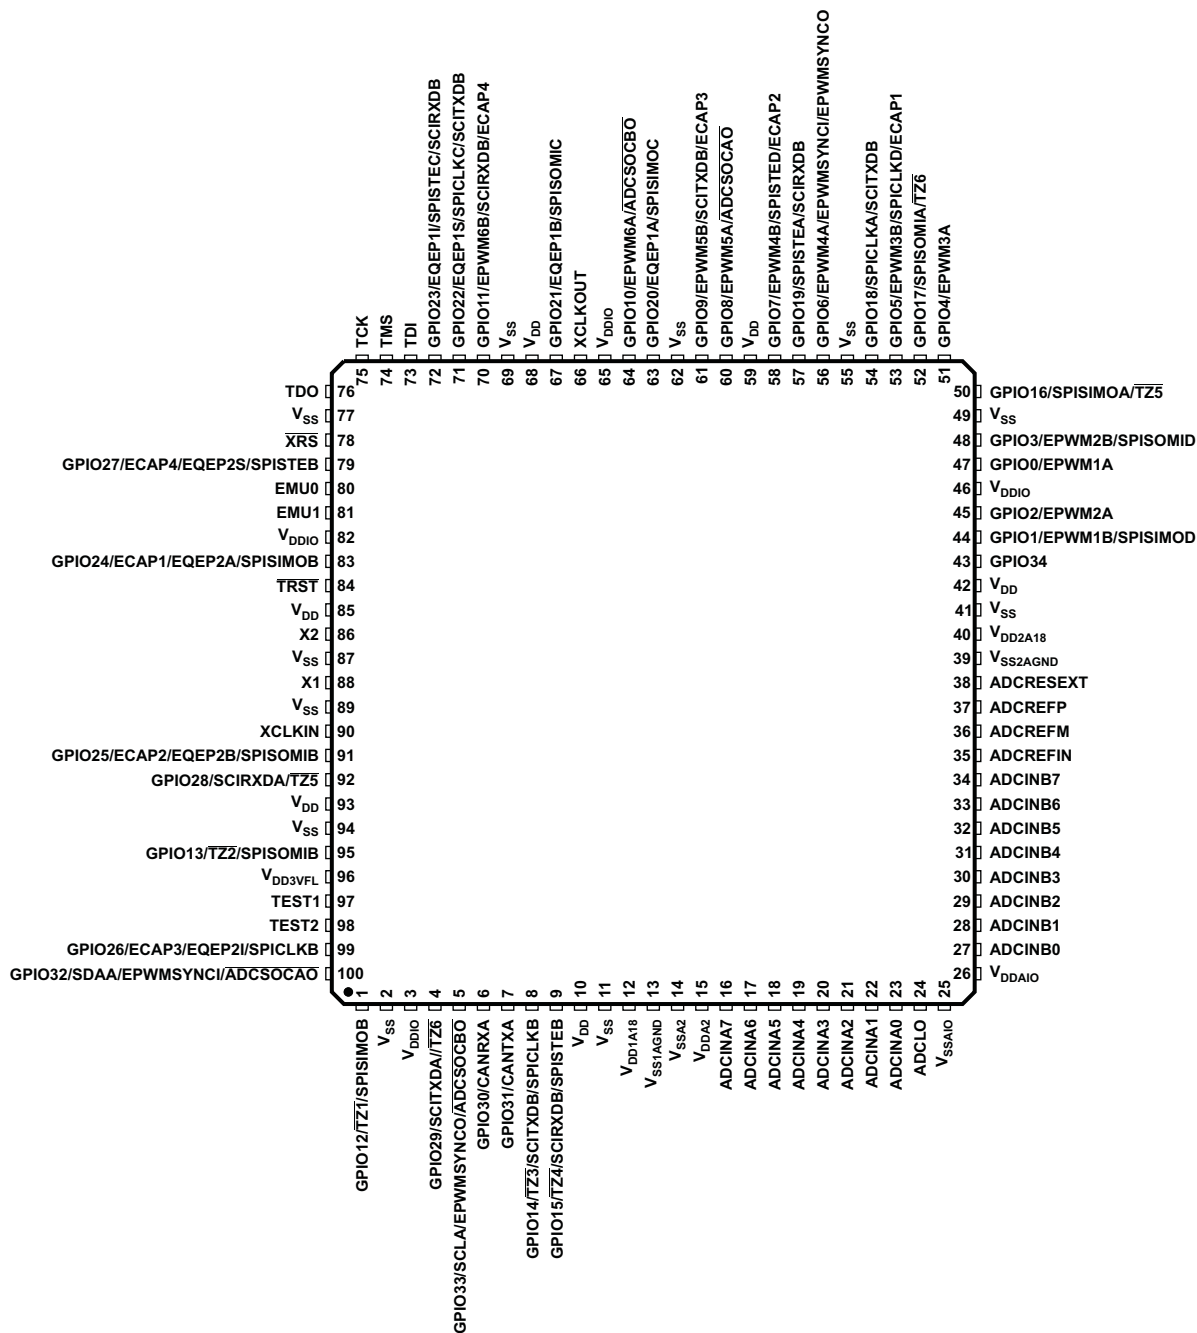 TCK
TMS
TDI
GPIO23/EQEP1I/SPISTEC/SCIRXDB
GPIO22/EQEP1S/SPICLKC/SCITXDB
GPIO11/EPWM6B/SCIRXDB/ECAP4
VSS
VDD
GPIO21/EQEP1B/SPISOMIC
XCLKOUT
VDDIO
GPIO10/EPWM6A/ADCSOCBO
GPIO20/EQEP1A/SPISIMOC
VSS
GPIO9/EPWM5B/SCITXDB/ECAP3
GPIO8/EPWM5A/ADCSOCAO
VDD
GPIO7/EPWM4B/SPISTED/ECAP2
GPIO19/SPISTEA/SCIRXDB
GPIO6/EPWM4A/EPWMSYNCI/EPWMSYNCO
VSS
GPIO18/SPICLKA/SCITXDB
GPIO5/EPWM3B/SPICLKD/ECAP1
GPIO17/SPISOMIA/TZ6
GPIO4/EPWM3A
75
74
73
72
71
70
69
68
67
66
65
64
63
62
61
60
59
58
57
56
55
54
53
52
51
TDO 76
VSS 77
XRS 78
GPIO27/ECAP4/EQEP2S/SPISTEB 79
EMU0 80
EMU1 81
VDDIO 82
GPIO24/ECAP1/EQEP2A/SPISIMOB 83
TRST 84
VDD 85
X2 86
VSS 87
X1 88
VSS 89
XCLKIN 90
GPIO25/ECAP2/EQEP2B/SPISOMIB 91
GPIO28/SCIRXDA/TZ5 92
VDD 93
VSS 94
GPIO13/TZ2/SPISOMIB 95
VDD3VFL 96
TEST1 97
TEST2 98
GPIO26/ECAP3/EQEP2I/SPICLKB 99
GPIO32/SDAA/EPWMSYNCI/ADCSOCAO 100
50 GPIO16/SPISIMOA/TZ5
49 VSS
48 GPIO3/EPWM2B/SPISOMID
47 GPIO0/EPWM1A
46 VDDIO
45 GPIO2/EPWM2A
44 GPIO1/EPWM1B/SPISIMOD
43 GPIO34
42 VDD
41 VSS
40 VDD2A18
39 VSS2AGND
38 ADCRESEXT
37 ADCREFP
36 ADCREFM
35 ADCREFIN
34 ADCINB7
33 ADCINB6
32 ADCINB5
31 ADCINB4
30 ADCINB3
29 ADCINB2
28 ADCINB1
27 ADCINB0
26 VDDAIO
1
2
3
4
5
6
7
8
9
10
11
12
13
14
15
16
17
18
19
20
21
22
23
24
25
GPIO12/TZ1/SPISIMOB
VSS
VDDIO
GPIO29/SCITXDA//TZ6
GPIO33/SCLA/EPWMSYNCO/ADCSOCBO
GPIO30/CANRXA
GPIO31/CANTXA
GPIO14/TZ3/SCITXDB/SPICLKB
GPIO15/TZ4/SCIRXDB/SPISTEB
VDD
VSS
VDD1A18
VSS1AGND
VSSA2
VDDA2
ADCINA7
ADCINA6
ADCINA5
ADCINA4
ADCINA3
ADCINA2
ADCINA1
ADCINA0
ADCLO
VSSAIO